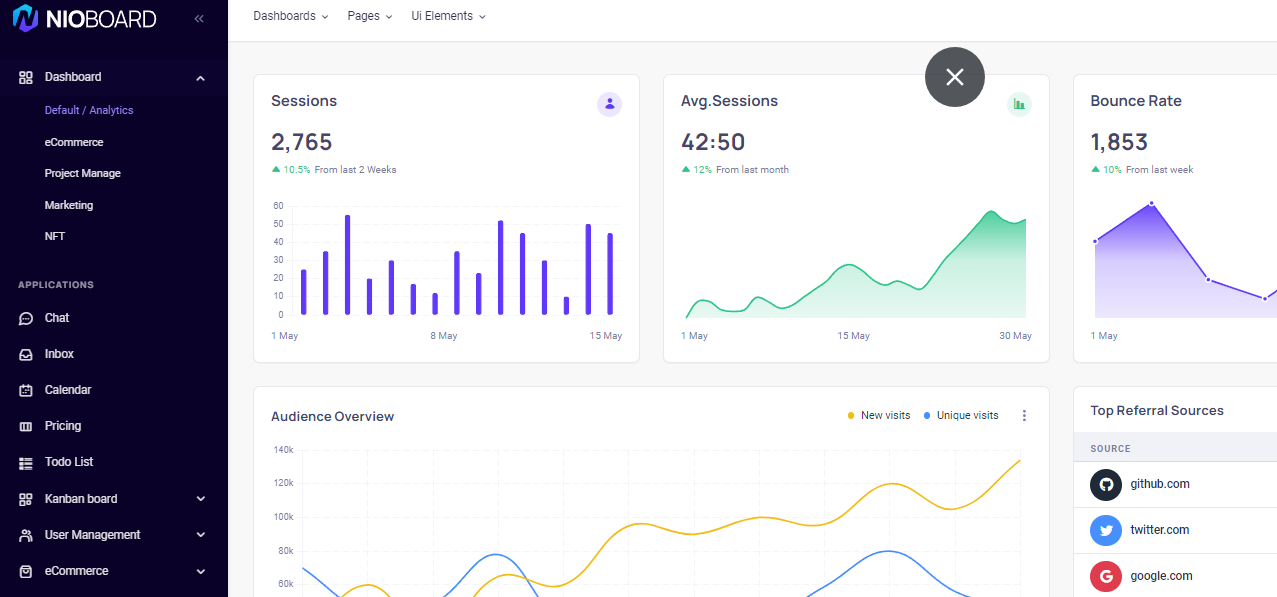 NIOBOARD
Dashboards
Pages
Ui Elements
Dashboard
Default / Analytics
eCommerce
Project Manage
Marketing
NFT
APPLICATIONS
Chat
Inbox
Calendar
Pricing
Todo List
Kanban board
User Management
eCommerce
Sessions
2,765
10.5% From last 2 Weeks
60
50
40
30
20
10
0
1 May 8 May 15 May
Avg.Sessions
42:50
12% From last month
1 May 15 May 30 May
Bounce Rate
1,853
10% From last week
1 May
Audience Overview
New visits Unique visits
140k
120k
100k
80k
60k
Top Referral Sources
SOURCE
github.com
twitter.com
google.com